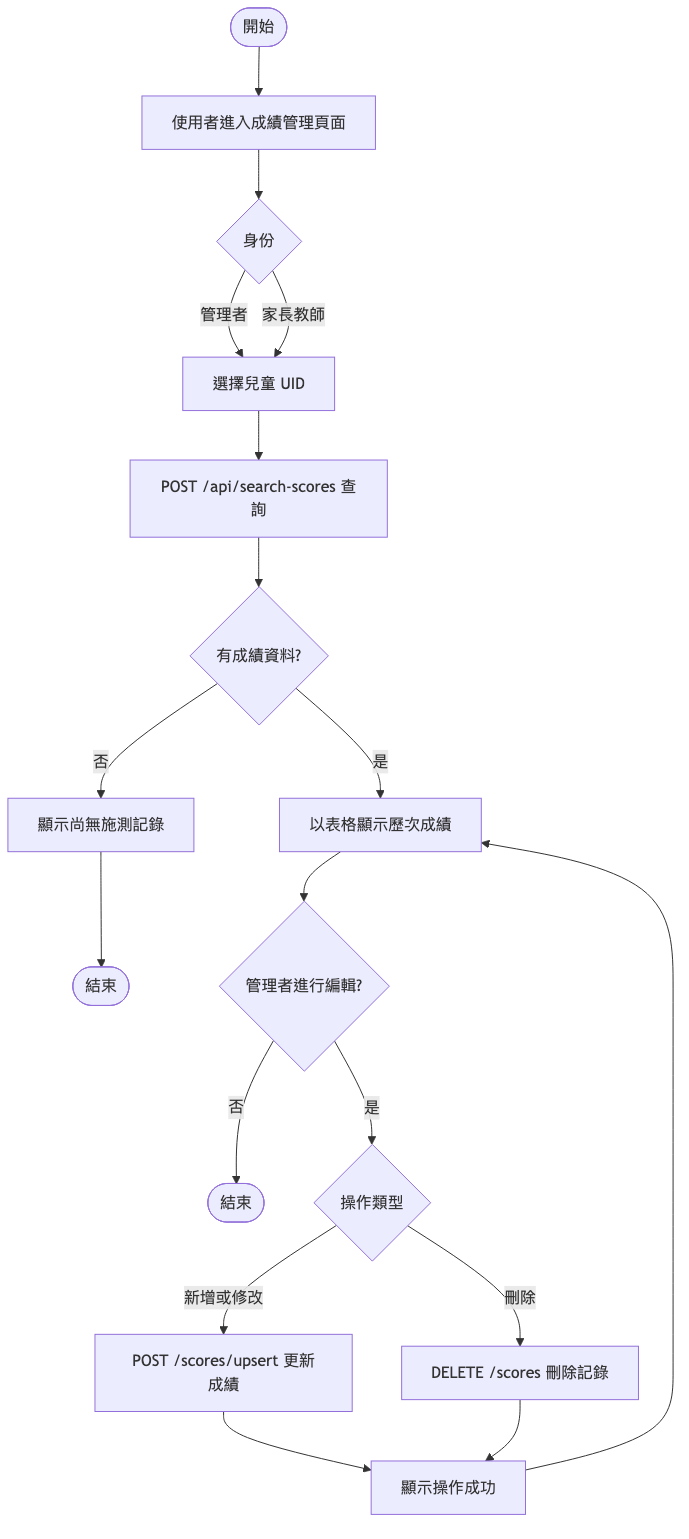 開始
使用者進入成績管理頁面
身份
管理者
家長教師
選擇兒童 UID
POST /api/search-scores 查
詢
有成績資料?
否
是
顯示尚無施測記錄
以表格顯示歷次成績
結束
管理者進行編輯?
否
是
結束
操作類型
新增或修改
刪除
POST /scores/upsert 更新
成績
DELETE /scores 刪除記錄
顯示操作成功